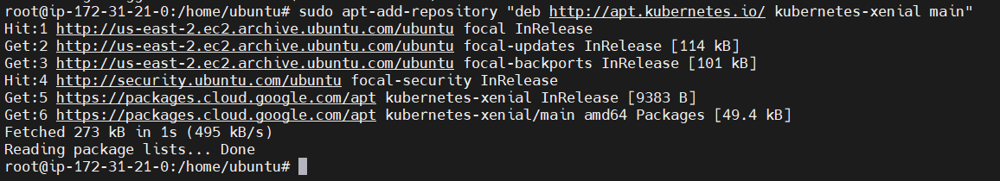 root@ip-172-31-21-0:/home/ubuntu# sudo apt-add-repository "deb http://apt.kubernetes.io/ kubernetes-xenial main"
Hit:1 http://us-east-2.ec2.archive.ubuntu.com/ubuntu focal InRelease
Get:2 http://us-east-2.ec2.archive.ubuntu.com/ubuntu focal-updates InRelease [114 kB]
Get:3 http://us-east-2.ec2.archive.ubuntu.com/ubuntu focal-backports InRelease [101 kB]
Hit:4 http://security.ubuntu.com/ubuntu focal-security InRelease
Get:5 https://packages.cloud.google.com/apt kubernetes-xenial InRelease [9383 B]
Get:6 https://packages.cloud.google.com/apt kubernetes-xenial/main amd64 Packages [49.4 kB]
Fetched 273 kB in 1s (495 kB/s)
Reading package lists... Done
root@ip-172-31-21-0:/home/ubuntu#